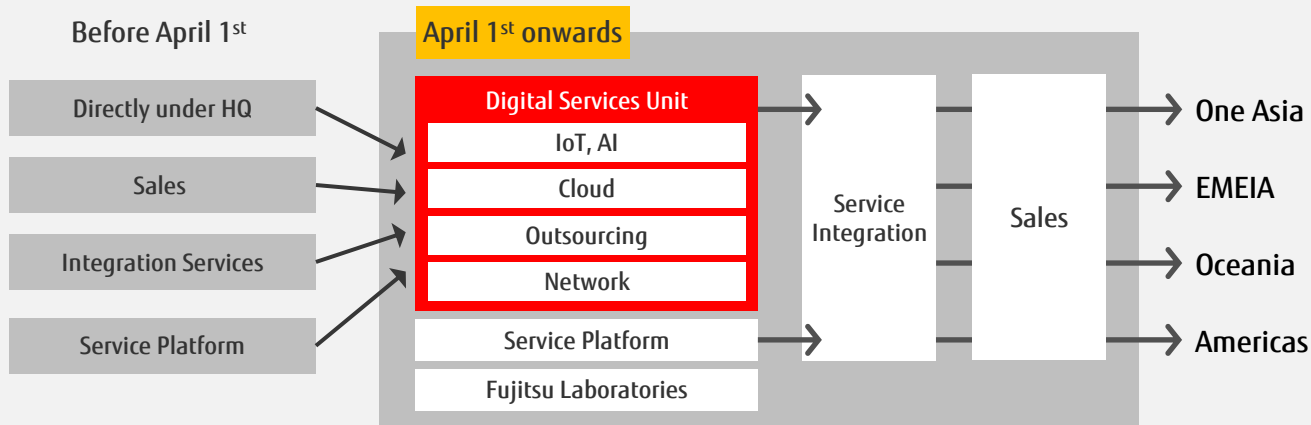 Before April 1st
April 1st onwards
Directly under HQ
Sales
Integration Services
Service Platform
Digital Services Unit
IoT, AI
Cloud
Outsourcing
Network
Service Platform
Fujitsu Laboratories
Service
Integration
Sales
One Asia
EMEIA
Oceania
Americas